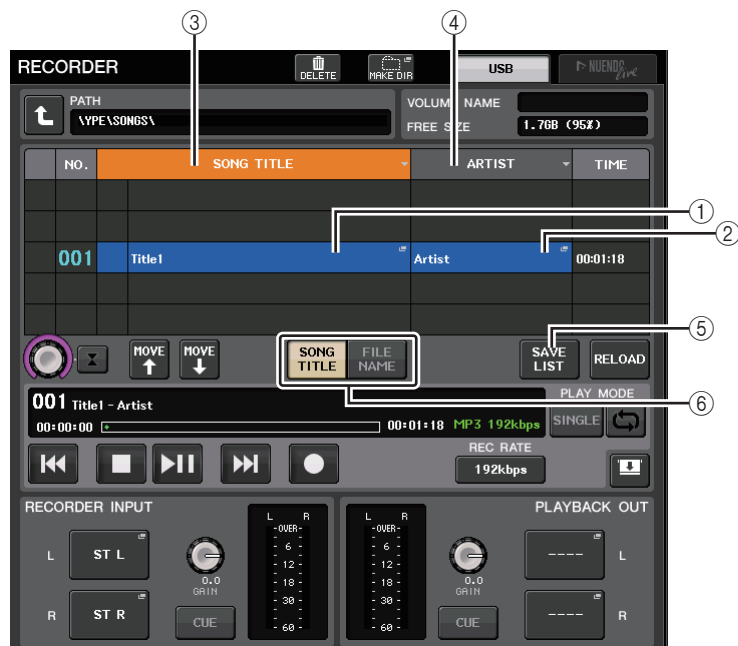 ③ ④
RECORDER DELETE MAKE DIR USB NUENDO Live
PATH
\YPE\SONGS\
VOLUME NAME
FREE SIZE 1.7GB (95%)
NO. SONG TITLE ARTIST TIME
①
②
001 Title1 Artist 00:01:18
⑤
MOVE MOVE SONG TITLE FILE NAME SAVE LIST RELOAD
⑥
001 Title1 - Artist
PLAY MODE
00:00:00 00:01:18 MP3 192kbps SINGLE
REC RATE
192kbps
RECORDER INPUT PLAYBACK OUT
L R L R
-OVER- -OVER-
- 6 - - 6 -
L ST L - 12 - - 12 - ---- L
0.0 - 18 - - 18 - 0.0
GAIN - 30 - - 30 - GAIN
R ST R CUE - 60 - - 60 - CUE ---- R